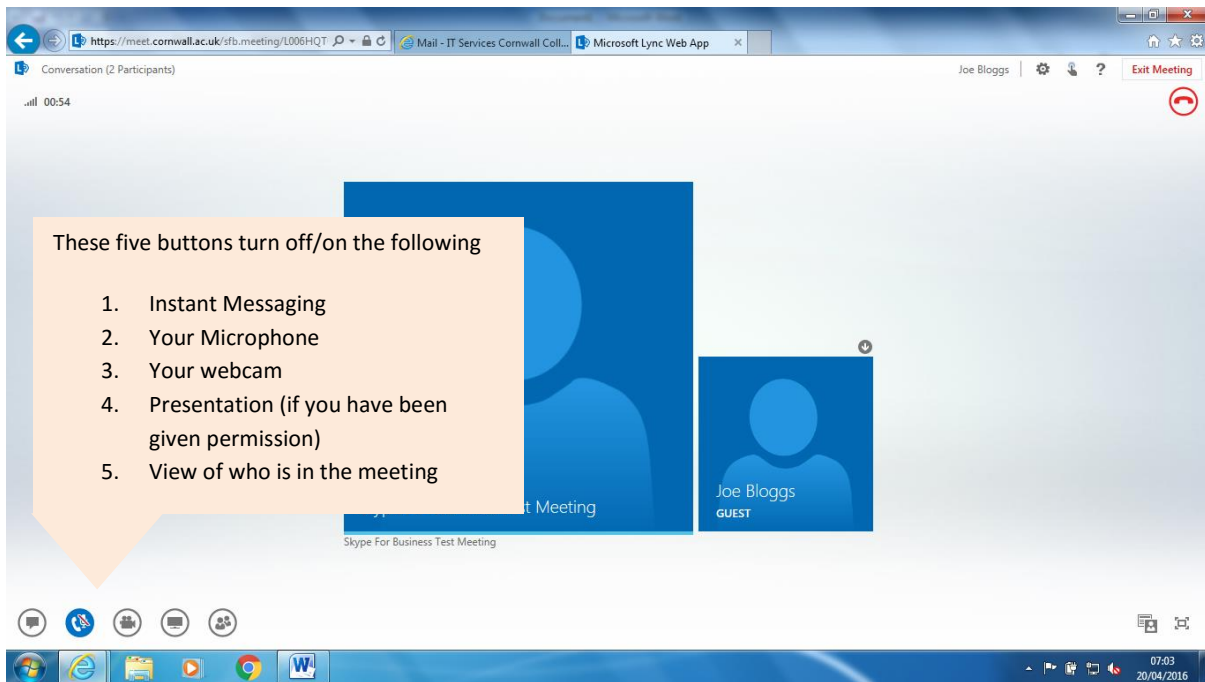 https://meet.cornwall.ac.uk/sfb.meeting/L006HQT
Mail - IT Services Cornwall Coll...
Microsoft Lync Web App
Conversation (2 Participants)
Joe Bloggs
?
Exit Meeting
00:54
These five buttons turn off/on the following
1. Instant Messaging
2. Your Microphone
3. Your webcam
4. Presentation (if you have been
given permission)
5. View of who is in the meeting
Meeting
Joe Bloggs
GUEST
Skype For Business Test Meeting
07:03
20/04/2016